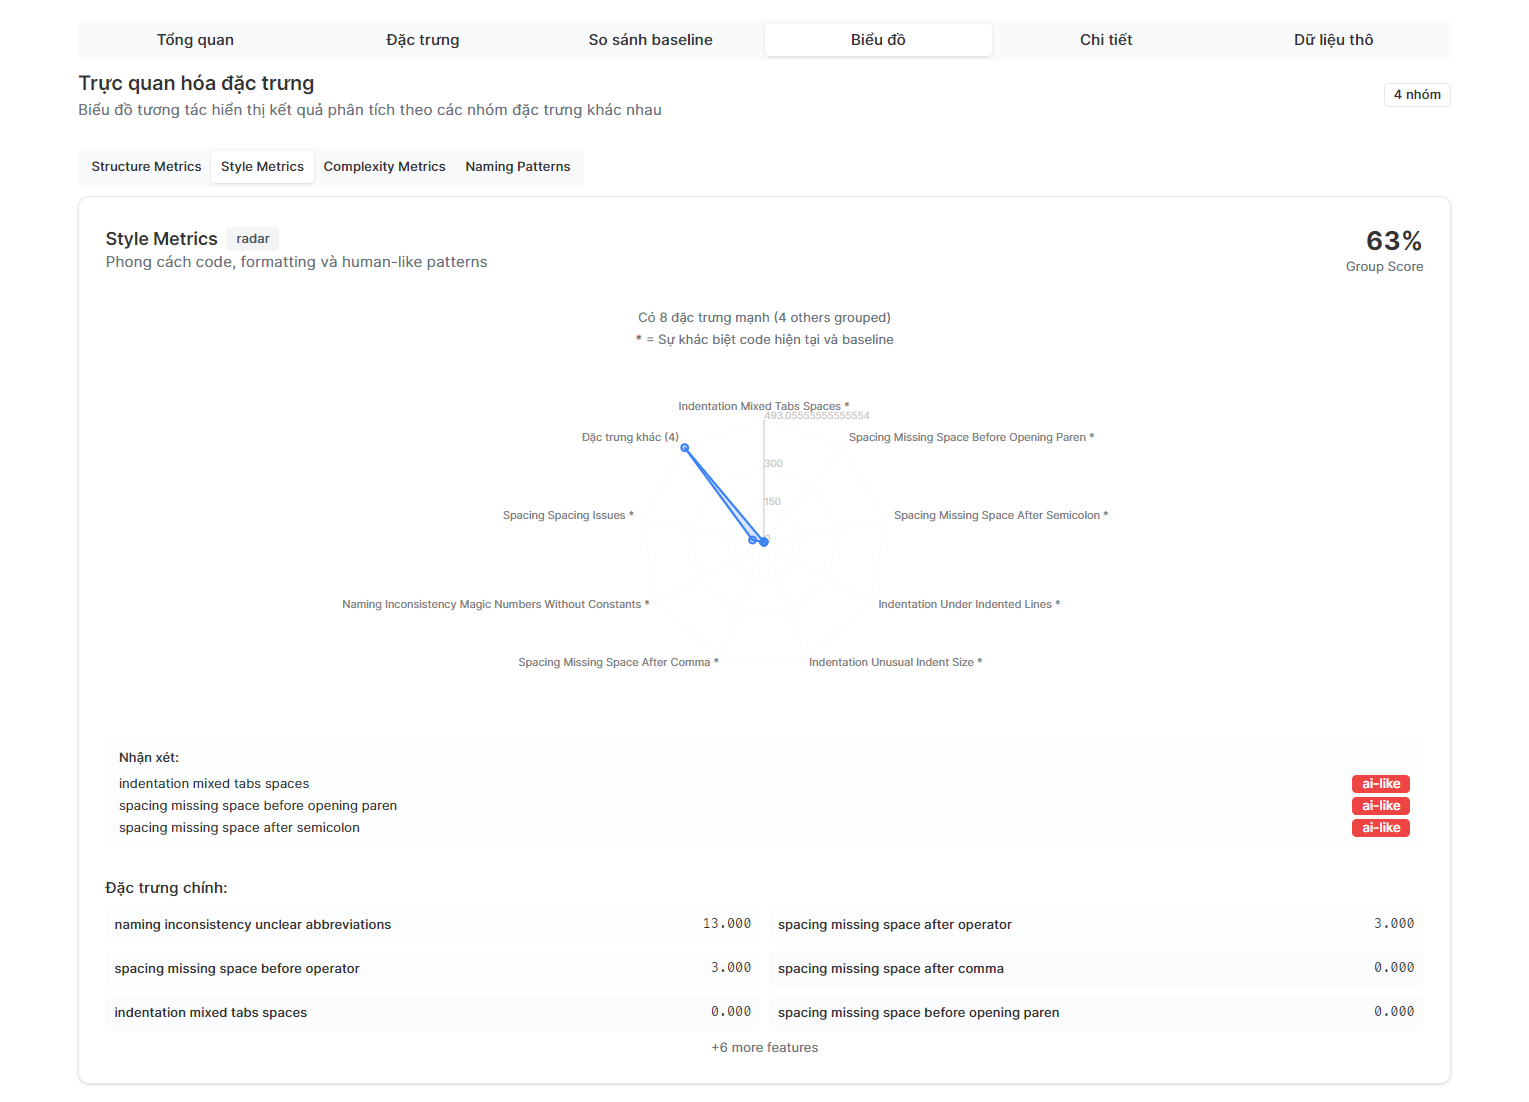 Tổng quan
Đặc trưng
So sánh baseline
Biểu đồ
Chi tiết
Dữ liệu thô
Trực quan hóa đặc trưng
Biểu đồ tương tác hiển thị kết quả phân tích theo các nhóm đặc trưng khác nhau
4 nhóm
Structure Metrics
Style Metrics
Complexity Metrics
Naming Patterns
Style Metrics
radar
Phong cách code, formatting và human-like patterns
63%
Group Score
Có 8 đặc trưng mạnh (4 others grouped)
* = Sự khác biệt code hiện tại và baseline
Indentation Mixed Tabs Spaces *
493.05555555555554
Đặc trưng khác (4)
Spacing Missing Space Before Opening Paren *
300
150
0
Spacing Spacing Issues *
Spacing Missing Space After Semicolon *
Naming Inconsistency Magic Numbers Without Constants *
Indentation Under Indented Lines *
Spacing Missing Space After Comma *
Indentation Unusual Indent Size *
Nhận xét:
indentation mixed tabs spaces
ai-like
spacing missing space before opening paren
ai-like
spacing missing space after semicolon
ai-like
Đặc trưng chính:
naming inconsistency unclear abbreviations
13.000
spacing missing space after operator
3.000
spacing missing space before operator
3.000
spacing missing space after comma
0.000
indentation mixed tabs spaces
0.000
spacing missing space before opening paren
0.000
+6 more features